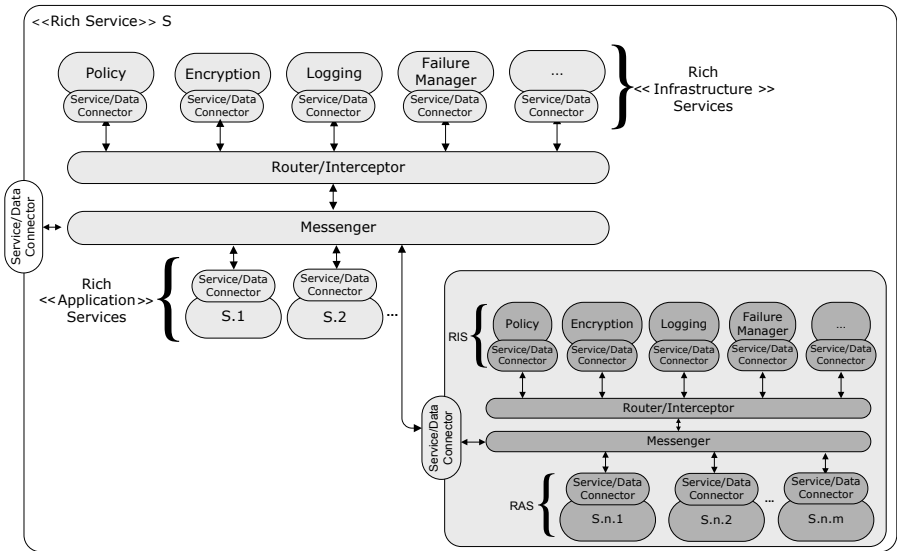 <<Rich Service>> S
Policy
Encryption
Logging
Failure
Manager
...
Service/Data
Connector
Service/Data
Connector
Service/Data
Connector
Service/Data
Connector
Service/Data
Connector
Rich
<< Infrastructure >>
Services
Router/Interceptor
Service/Data
Connector
Messenger
Rich
<<Application>>
Services
Service/Data
Connector
S.1
Service/Data
Connector
S.2
...
RIS
Policy
Encryption
Logging
Failure
Manager
...
Service/Data
Connector
Service/Data
Connector
Service/Data
Connector
Service/Data
Connector
Service/Data
Connector
Router/Interceptor
Service/Data
Connector
Messenger
RAS
Service/Data
Connector
S.n.1
Service/Data
Connector
S.n.2
...
Service/Data
Connector
S.n.m